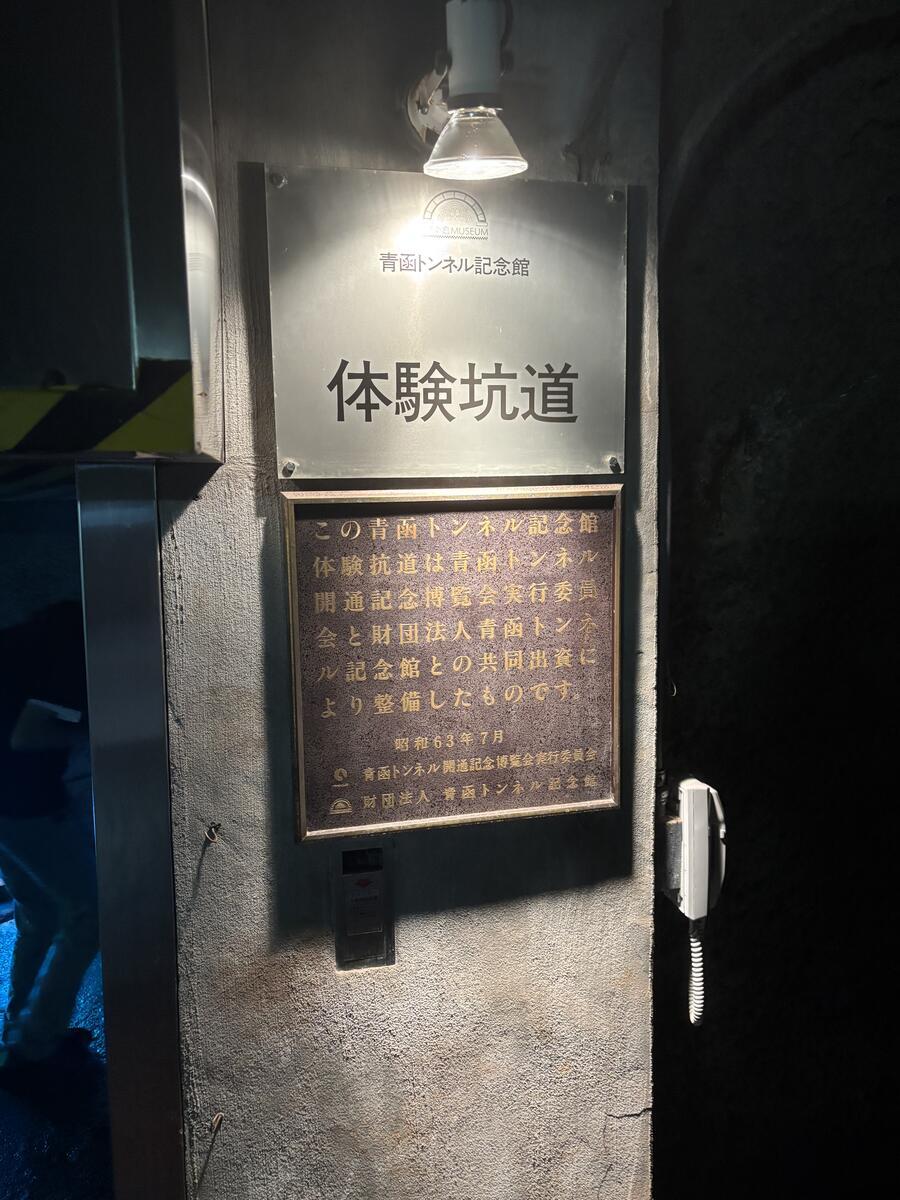 MUSEUM
青函トンネル記念館
体験坑道
この青函トンネル記念館
体験抗道は青函トンネル
開通記念博覧会実行委員
会と財団法人青函トンネ
ル記念館との共同出資に
より整備したものです。
昭和63年7月
青函トンネル開通記念博覧会実行委員会
財団法人 青函トンネル記念館